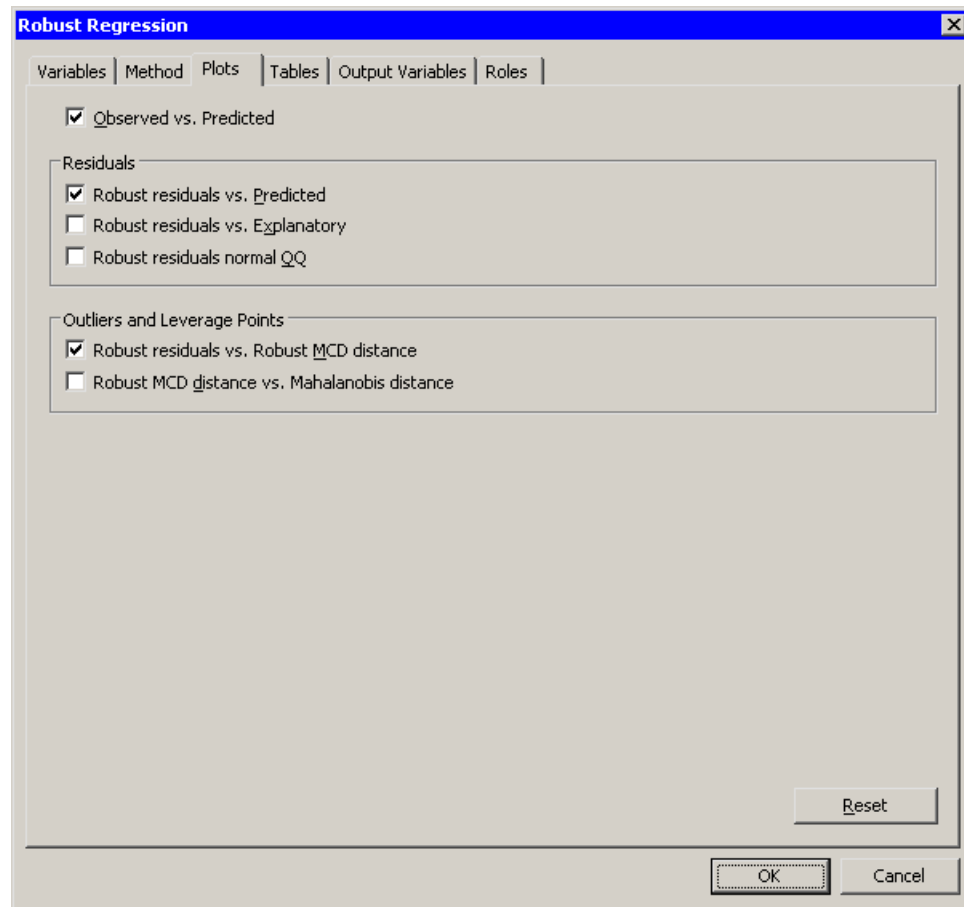 Robust Regression
Variables Method Plots Tables Output Variables Roles
Observed vs. Predicted
Residuals
Robust residuals vs. Predicted
Robust residuals vs. Explanatory
Robust residuals normal QQ
Outliers and Leverage Points
Robust residuals vs. Robust MCD distance
Robust MCD distance vs. Mahalanobis distance
Reset
OK Cancel